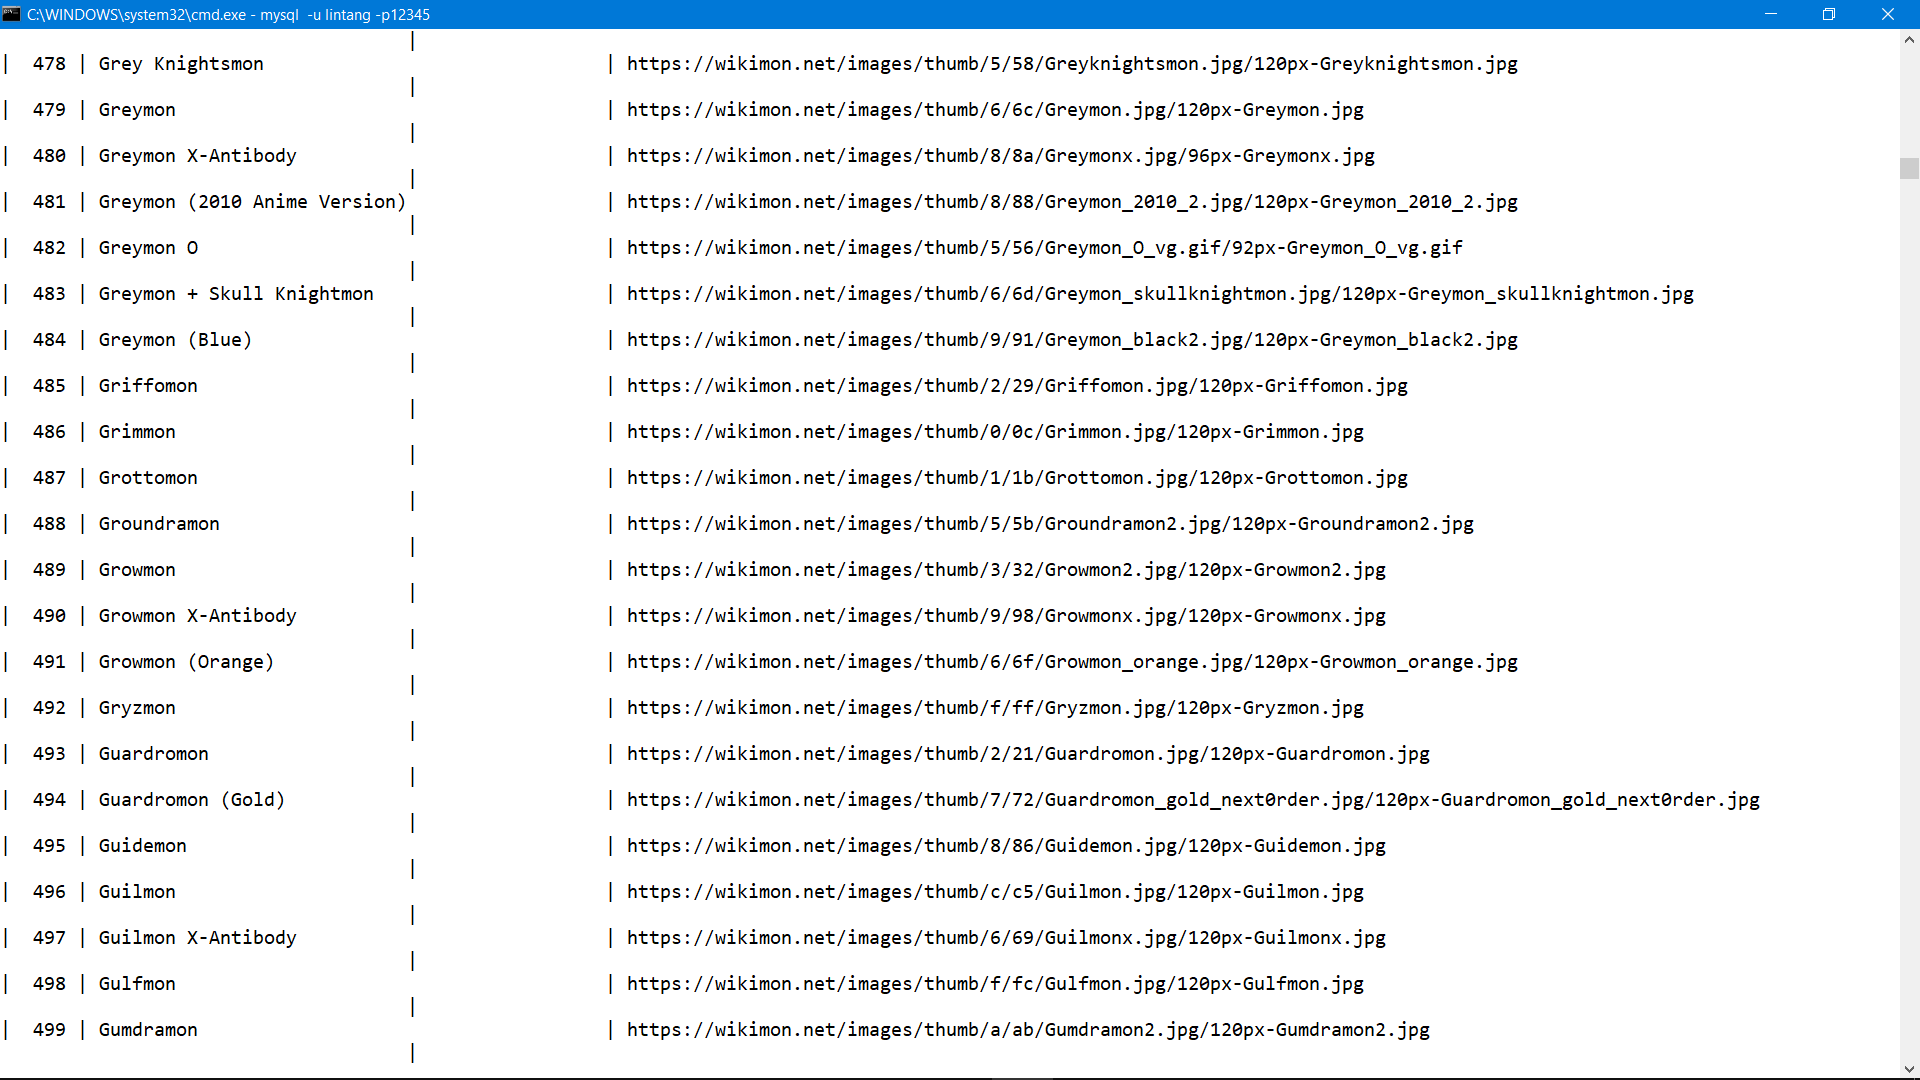 C:\WINDOWS\system32\cmd.exe - mysql  -u lintang -p12345
|
|  478 | Grey Knightsmon | https://wikimon.net/images/thumb/5/58/Greyknightsmon.jpg/120px-Greyknightsmon.jpg
|
|  479 | Greymon | https://wikimon.net/images/thumb/6/6c/Greymon.jpg/120px-Greymon.jpg
|
|  480 | Greymon X-Antibody | https://wikimon.net/images/thumb/8/8a/Greymonx.jpg/96px-Greymonx.jpg
|
|  481 | Greymon (2010 Anime Version) | https://wikimon.net/images/thumb/8/88/Greymon_2010_2.jpg/120px-Greymon_2010_2.jpg
|
|  482 | Greymon O | https://wikimon.net/images/thumb/5/56/Greymon_O_vg.gif/92px-Greymon_O_vg.gif
|
|  483 | Greymon + Skull Knightmon | https://wikimon.net/images/thumb/6/6d/Greymon_skullknightmon.jpg/120px-Greymon_skullknightmon.jpg
|
|  484 | Greymon (Blue) | https://wikimon.net/images/thumb/9/91/Greymon_black2.jpg/120px-Greymon_black2.jpg
|
|  485 | Griffomon | https://wikimon.net/images/thumb/2/29/Griffomon.jpg/120px-Griffomon.jpg
|
|  486 | Grimmon | https://wikimon.net/images/thumb/0/0c/Grimmon.jpg/120px-Grimmon.jpg
|
|  487 | Grottomon | https://wikimon.net/images/thumb/1/1b/Grottomon.jpg/120px-Grottomon.jpg
|
|  488 | Groundramon | https://wikimon.net/images/thumb/5/5b/Groundramon2.jpg/120px-Groundramon2.jpg
|
|  489 | Growmon | https://wikimon.net/images/thumb/3/32/Growmon2.jpg/120px-Growmon2.jpg
|
|  490 | Growmon X-Antibody | https://wikimon.net/images/thumb/9/98/Growmonx.jpg/120px-Growmonx.jpg
|
|  491 | Growmon (Orange) | https://wikimon.net/images/thumb/6/6f/Growmon_orange.jpg/120px-Growmon_orange.jpg
|
|  492 | Gryzmon | https://wikimon.net/images/thumb/f/ff/Gryzmon.jpg/120px-Gryzmon.jpg
|
|  493 | Guardromon | https://wikimon.net/images/thumb/2/21/Guardromon.jpg/120px-Guardromon.jpg
|
|  494 | Guardromon (Gold) | https://wikimon.net/images/thumb/7/72/Guardromon_gold_next0rder.jpg/120px-Guardromon_gold_next0rder.jpg
|
|  495 | Guidemon | https://wikimon.net/images/thumb/8/86/Guidemon.jpg/120px-Guidemon.jpg
|
|  496 | Guilmon | https://wikimon.net/images/thumb/c/c5/Guilmon.jpg/120px-Guilmon.jpg
|
|  497 | Guilmon X-Antibody | https://wikimon.net/images/thumb/6/69/Guilmonx.jpg/120px-Guilmonx.jpg
|
|  498 | Gulfmon | https://wikimon.net/images/thumb/f/fc/Gulfmon.jpg/120px-Gulfmon.jpg
|
|  499 | Gumdramon | https://wikimon.net/images/thumb/a/ab/Gumdramon2.jpg/120px-Gumdramon2.jpg
|